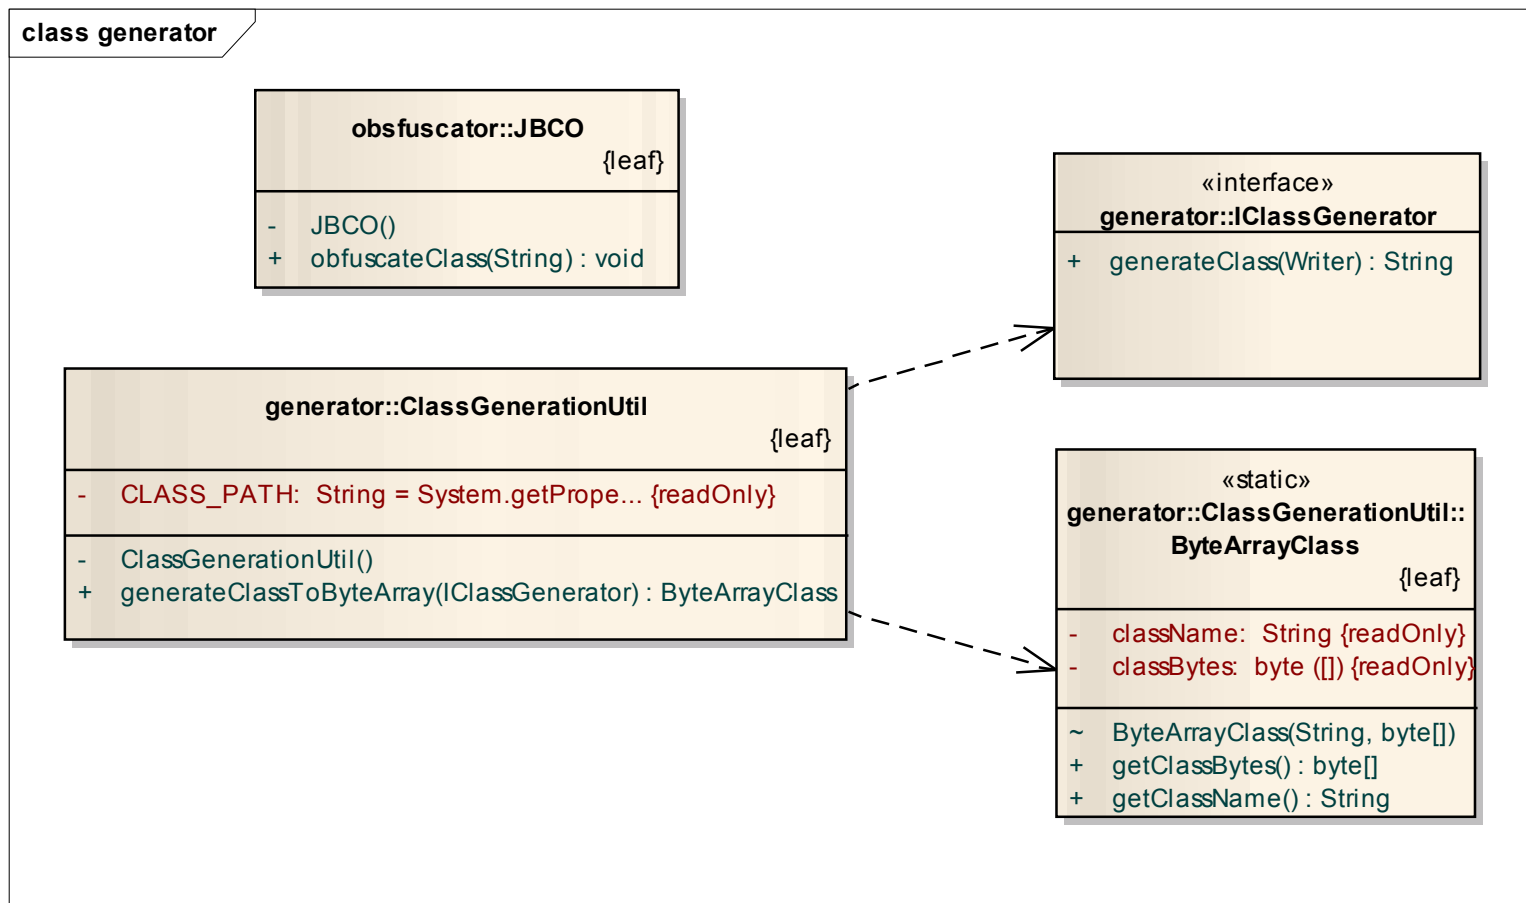 class generator
obsfuscator::JBCO
{leaf}
- JBCO()
+ obfuscateClass(String) : void
«interface»
generator::IClassGenerator
+ generateClass(Writer) : String
generator::ClassGenerationUtil
{leaf}
- CLASS_PATH: String = System.getPrope... {readOnly}
- ClassGenerationUtil()
+ generateClassToByteArray(IClassGenerator) : ByteArrayClass
«static»
generator::ClassGenerationUtil::
ByteArrayClass
{leaf}
- className: String {readOnly}
- classBytes: byte ([]) {readOnly}
~ ByteArrayClass(String, byte[])
+ getClassBytes() : byte[]
+ getClassName() : String